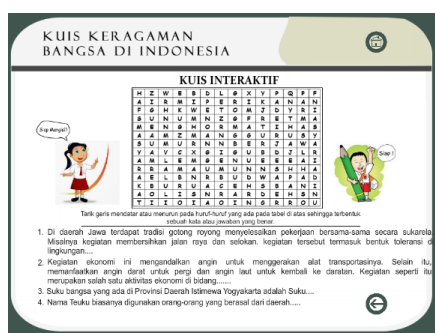 KUIS KERAGAMAN
BANGSA DI INDONESIA
KUIS INTERAKTIF
H Z W E B D L G X Y P Q P F
A I R M I P E R I K A N A N
F G H K W E T O M J D Y R I
S U N U M N Z G F R E T M A
M E N G H O R M A T I H A S
A A M Z M A N G G U R U S Y
S U M U R N N B E R J A W A
Y A Y C X G I G U B D J L R
A M L E M G E N U E E E A I
R R A M A U M U N N S H H A
A E L B N R B U D W A P A D
K B U R U A C E H S B A N I
A O L I S N R A R D E H S N
T I I O I A O I N G R R O U
Siap Mengisi?
Siap !
Tarik garis mendatar atau menurun pada huruf-huruf yang ada pada tabel di atas sehingga terbentuk
sebuah kata atau jawaban yang benar.
1. Di daerah Jawa terdapat tradisi gotong royong menyelesaikan pekerjaan bersama-sama secara sukarela.
Misalnya kegiatan membersihkan jalan raya dan selokan. kegiatan tersebut termasuk bentuk toleransi di
lingkungan....
2. Kegiatan ekonomi ini mengandalkan angin untuk menggerakan alat transportasinya. Selain itu,
memanfaatkan angin darat untuk pergi dan angin laut untuk kembali ke daratan. Kegiatan seperti itu
merupakan salah satu aktivitas ekonomi di bidang.......
3. Suku bangsa yang ada di Provinsi Daerah Istimewa Yogyakarta adalah Suku....
4. Nama Teuku biasanya digunakan orang-orang yang berasal dari daerah.....